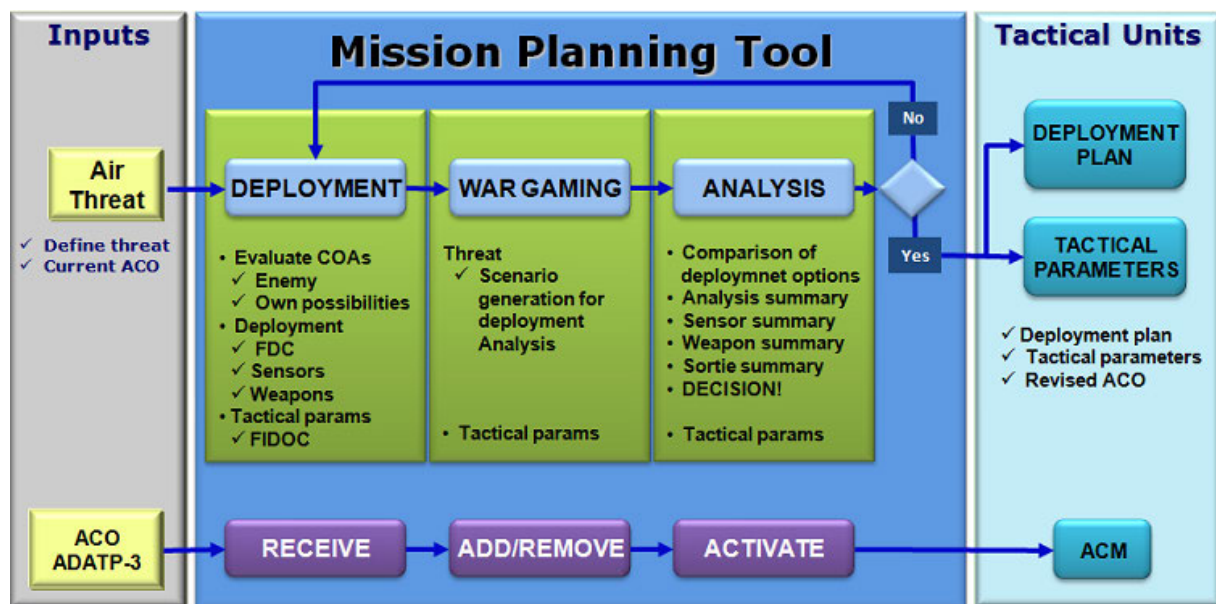 Inputs
Air
Threat
✓ Define threat
✓ Current ACO
ACO
ADATP-3
Mission Planning Tool
DEPLOYMENT
• Evaluate COAs
✓ Enemy
✓ Own possibilities
• Deployment
✓ FDC
✓ Sensors
✓ Weapons
• Tactical params
✓ FIDOC
WAR GAMING
Threat
✓ Scenario
generation for
deployment
Analysis
• Tactical params
ANALYSIS
• Comparison of
deploymnet options
• Analysis summary
• Sensor summary
• Weapon summary
• Sortie summary
• DECISION!
• Tactical params
No
Yes
RECEIVE
ADD/REMOVE
ACTIVATE
Tactical Units
DEPLOYMENT
PLAN
TACTICAL
PARAMETERS
✓ Deployment plan
✓ Tactical parameters
✓ Revised ACO
ACM